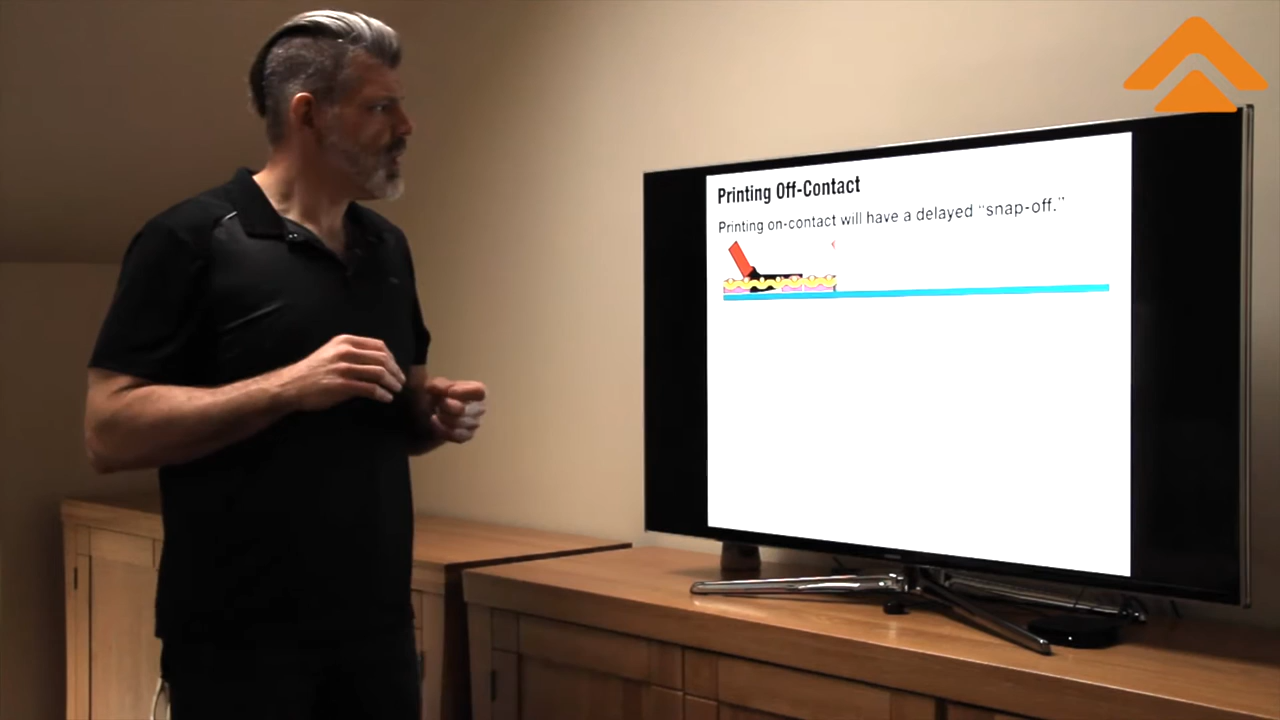 Printing Off-Contact
Printing on-contact will have a delayed “snap-off.”